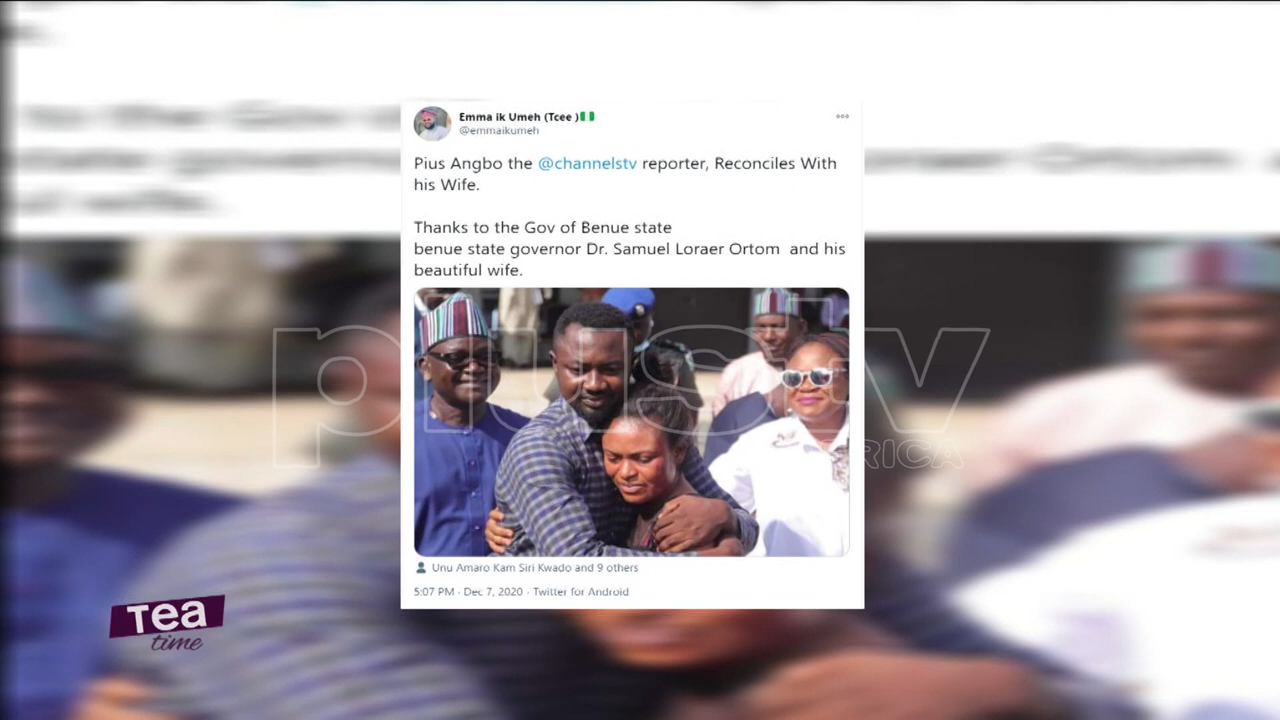 Emma ik Umeh (Tcee )
@emmaikumeh
Pius Angbo the @channelstv reporter, Reconciles With
his Wife.
Thanks to the Gov of Benue state
benue state governor Dr. Samuel Loraer Ortom and his
beautiful wife.
plustv
AFRICA
Unu Amaro Kam Siri Kwado and 9 others
5:07 PM · Dec 7, 2020 · Twitter for Android
Tea
time